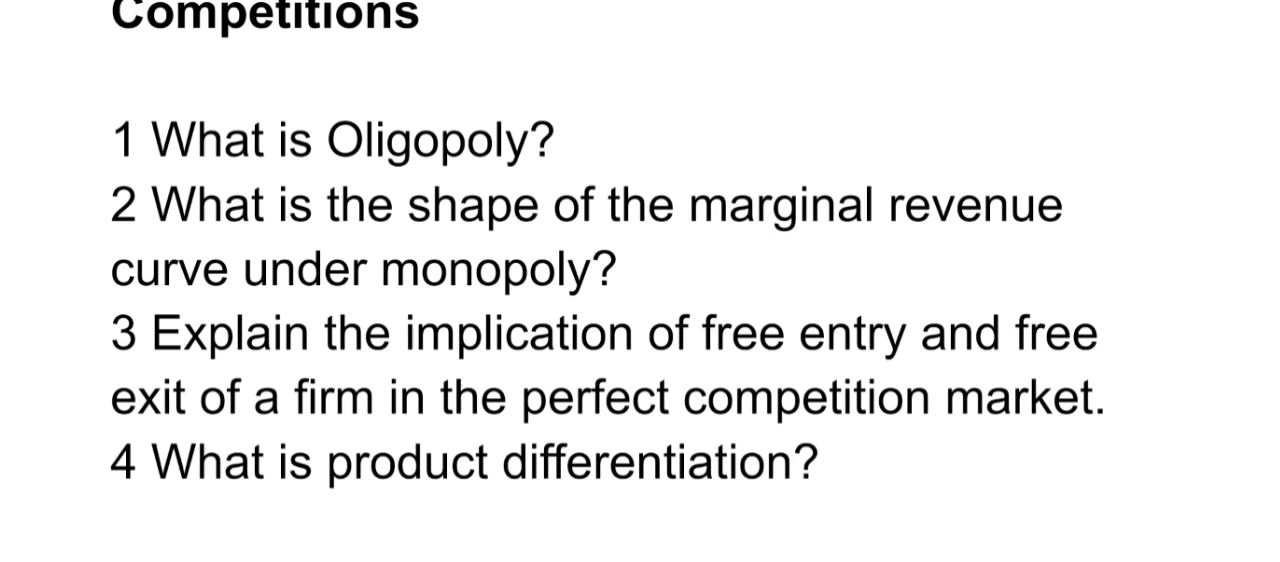 Competitions
1 What is Oligopoly?
2 What is the shape of the marginal revenue
curve under monopoly?
3 Explain the implication of free entry and free
exit of a firm in the perfect competition market.
4 What is product differentiation?